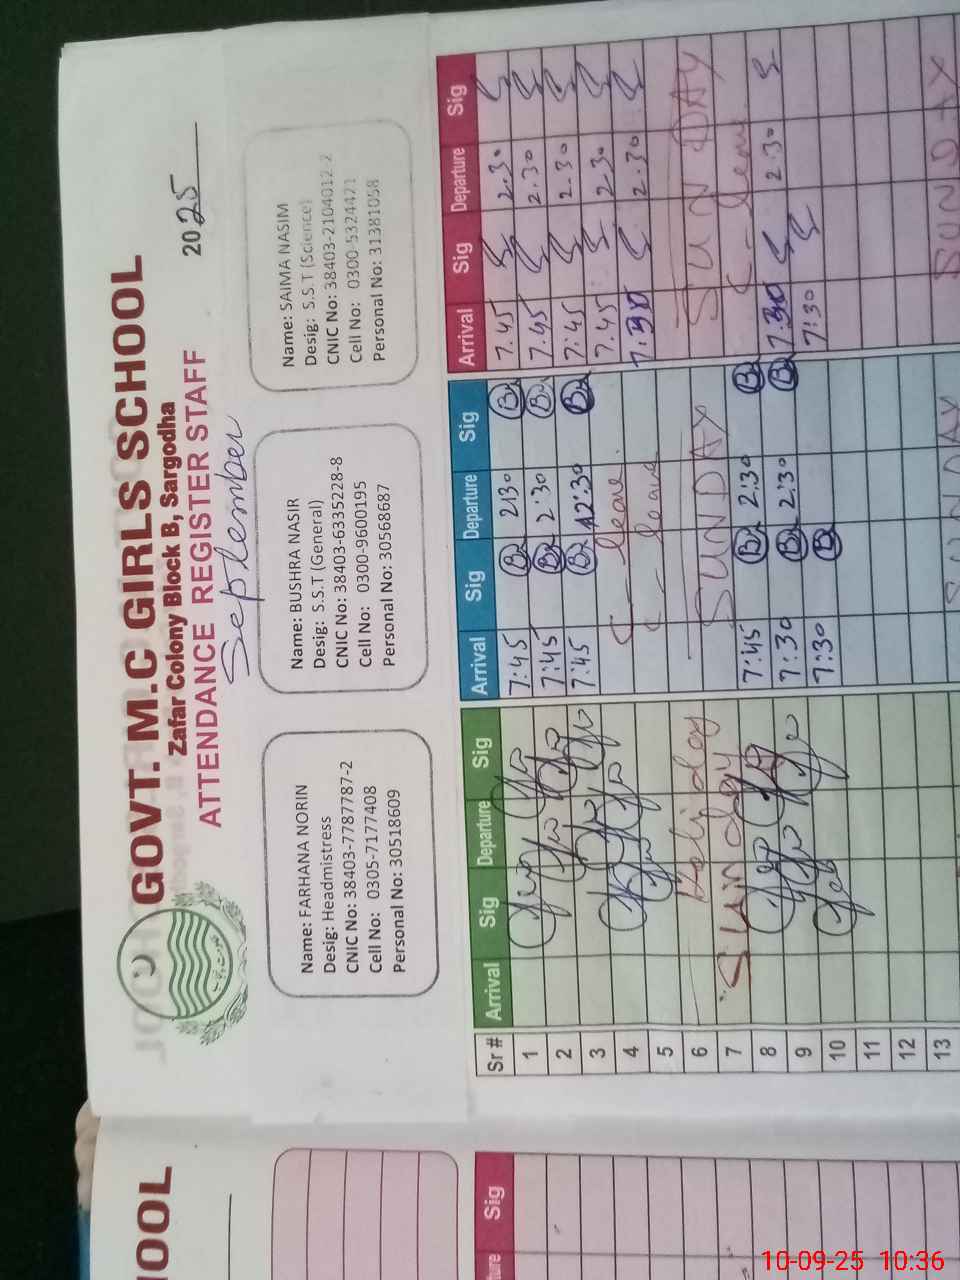 GOVT. M.C GIRLS SCHOOL
Zafar Colony Block B, Sargodha
ATTENDANCE REGISTER STAFF
September
2025
Name: FARHANA NORIN
Desig: Headmistress
CNIC No: 38403-7787787-2
Cell No: 0305-7177408
Personal No: 30518609
Name: BUSHRA NASIR
Desig: S.S.T (General)
CNIC No: 38403-6335228-8
Cell No: 0300-9600195
Personal No: 30568687
Name: SAIMA NASIM
Desig: S.S.T (Science)
CNIC No: 38403-2104012-2
Cell No: 0300-5324421
Personal No: 31381058
Sr # Arrival Sig Departure Sig Arrival Sig Departure Sig Arrival Sig Departure Sig
1 7:45 2:30 7.45 2.30
2 7:45 2:30 7.45 2.30
3 7:45 12:30 7:45 2.30
4 C - leave 7.45 2.30
5 C - leave 7.30 2.30
6 Holiday
7 Sunday SUNDAY SUNDAY
8 7:45 2:30 C - leave
9 7:30 2:30 7.30 2.30
10 7:30 7:30
11
12
13 SUNDAY SUNDAY
OOL
Sig
ture
10-09-25 10:36